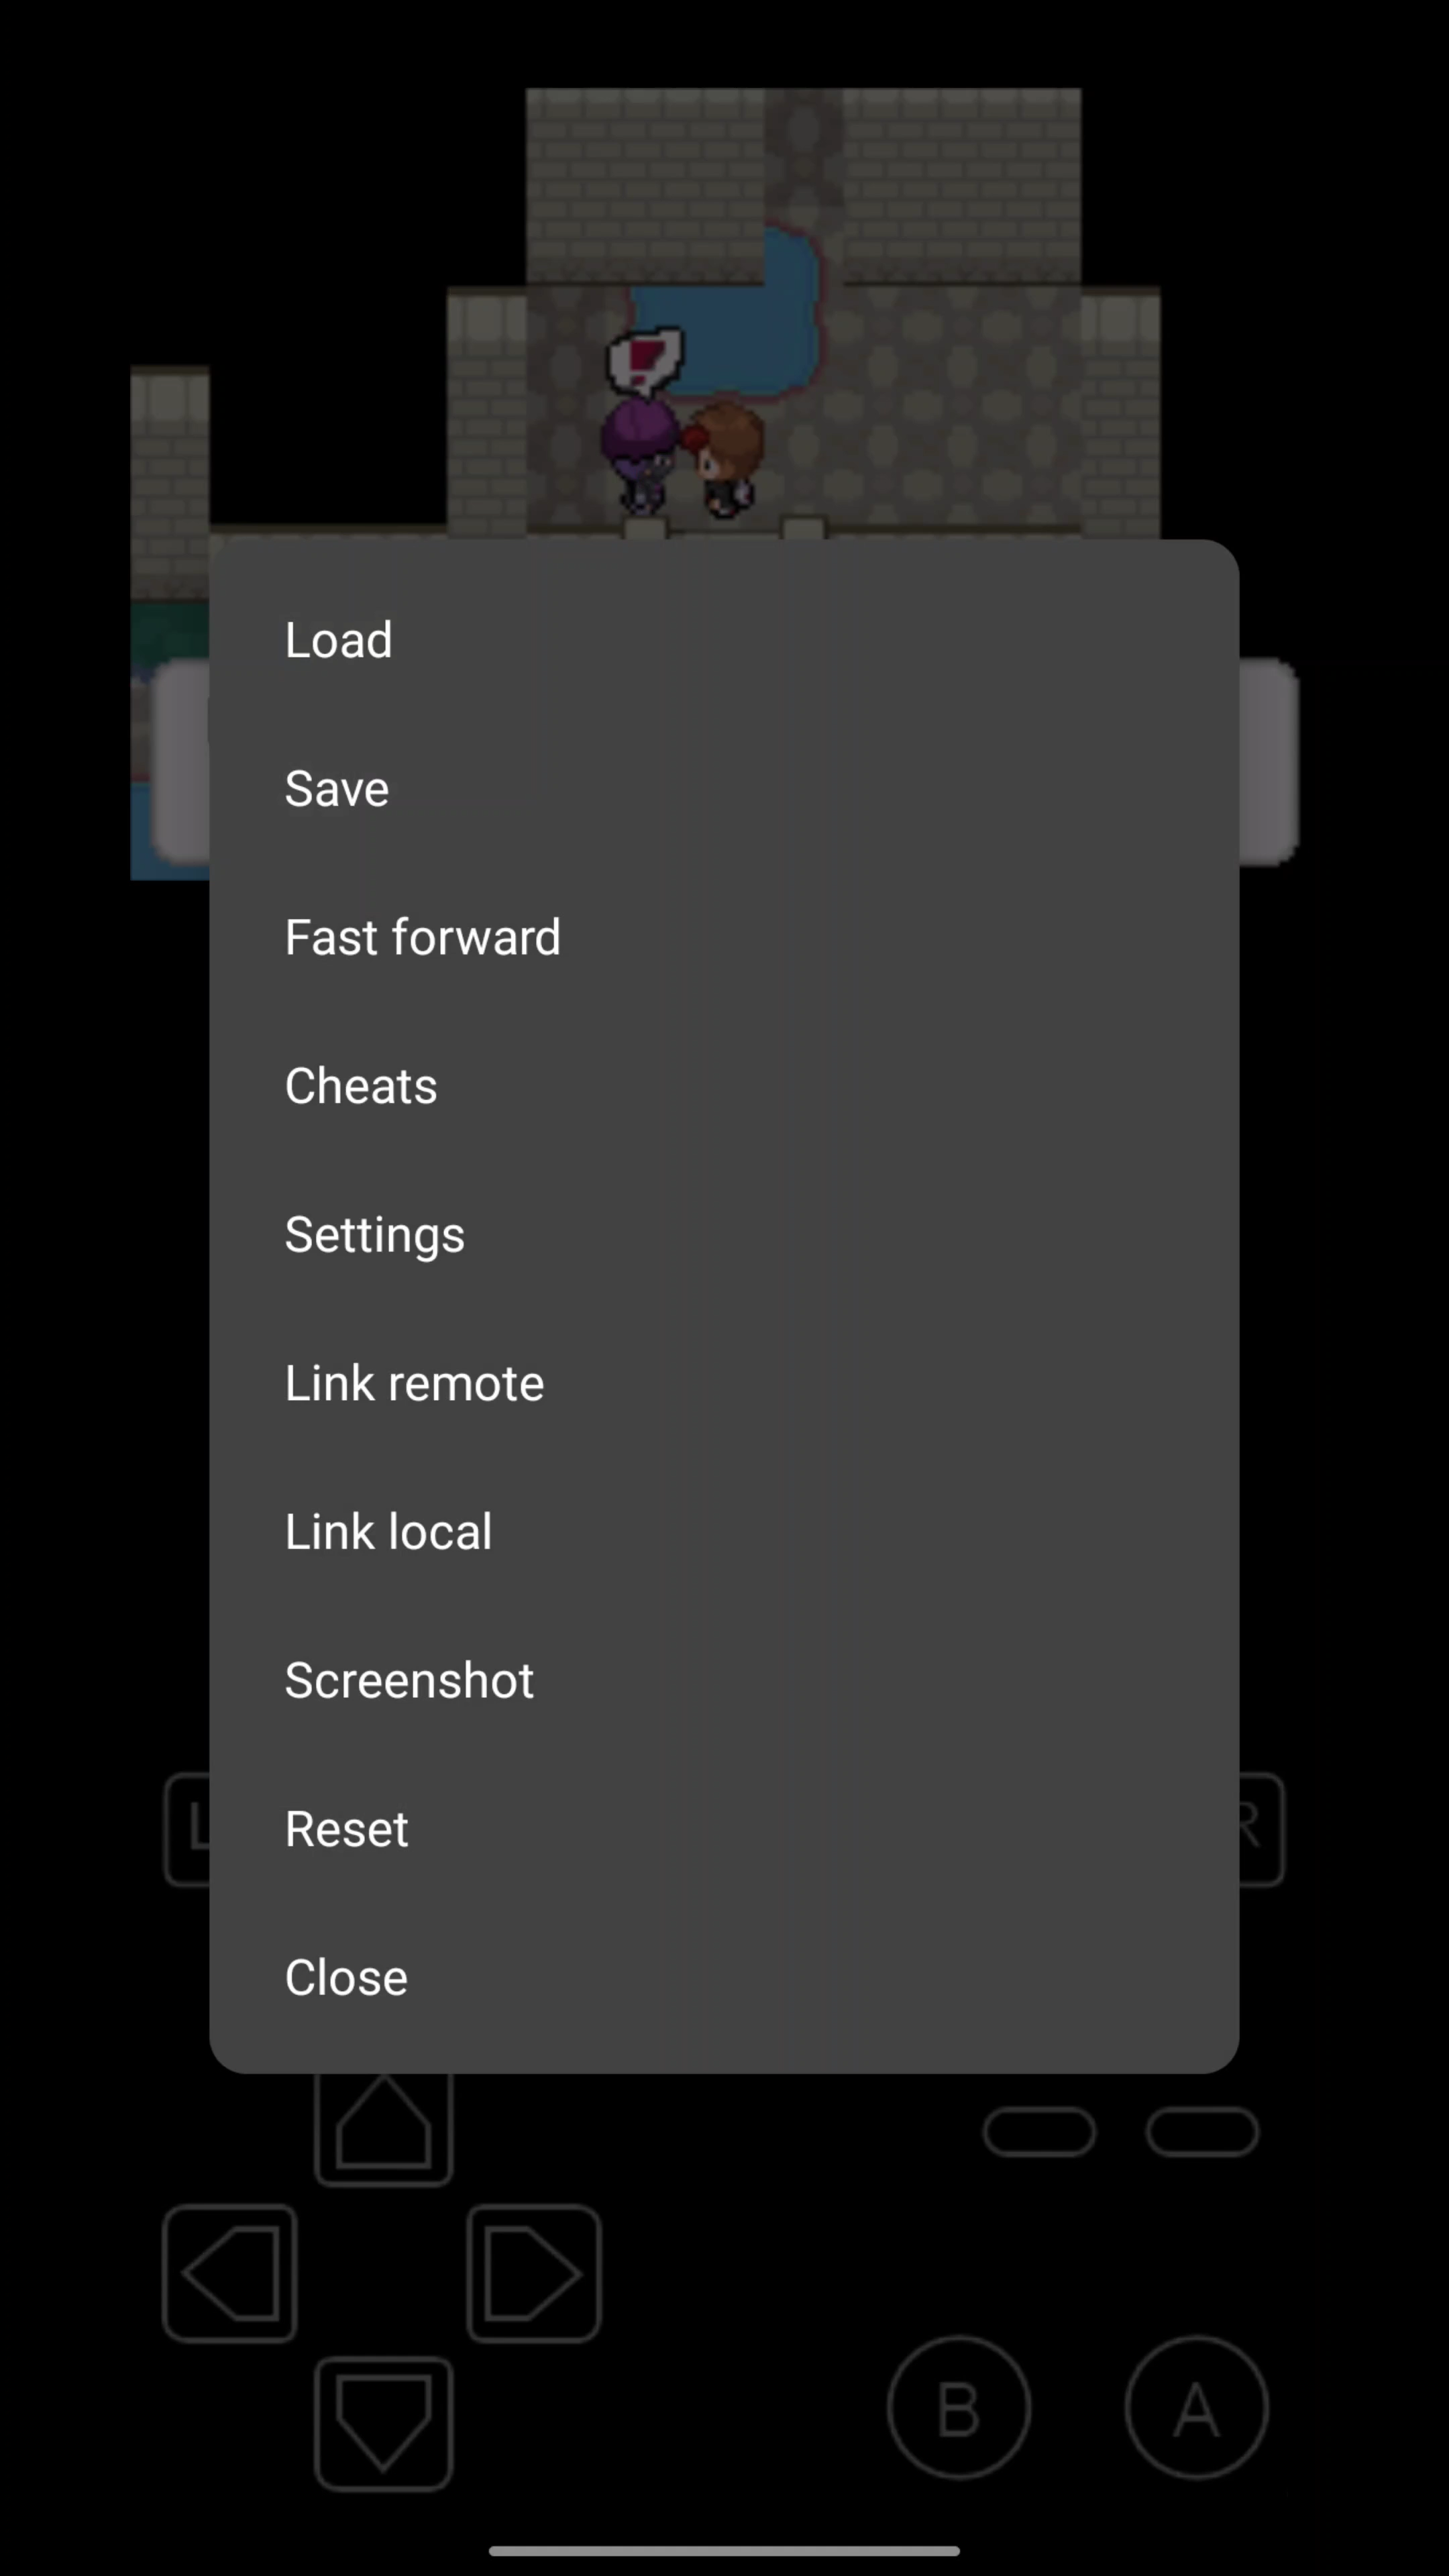 Load
Save
Fast forward
Cheats
Settings
Link remote
Link local
Screenshot
L
R
Reset
Close
B
A